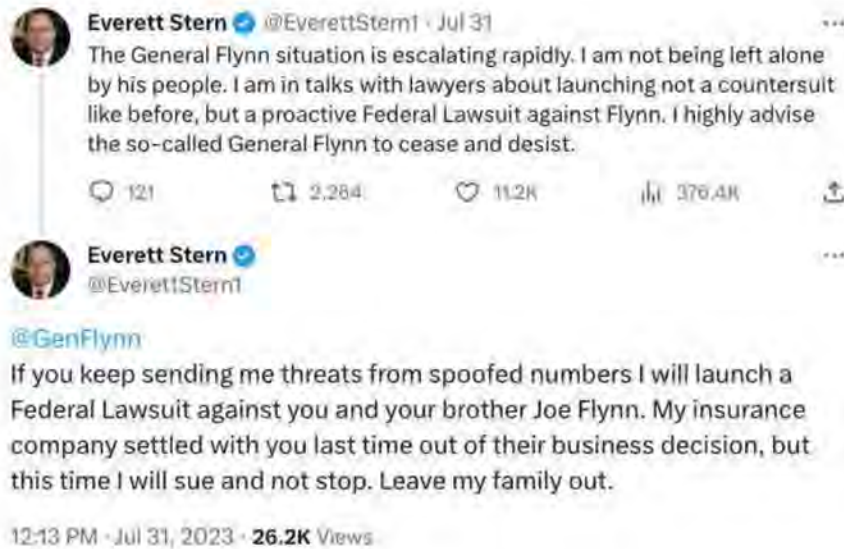 Everett Stern @EverettStern1 · Jul 31
The General Flynn situation is escalating rapidly. I am not being left alone
by his people. I am in talks with lawyers about launching not a countersuit
like before, but a proactive Federal Lawsuit against Flynn. I highly advise
the so-called General Flynn to cease and desist.
121 2,264 11.2K 376.4K
Everett Stern
@EverettStern1
@GenFlynn
If you keep sending me threats from spoofed numbers I will launch a
Federal Lawsuit against you and your brother Joe Flynn. My insurance
company settled with you last time out of their business decision, but
this time I will sue and not stop. Leave my family out.
12:13 PM · Jul 31, 2023 · 26.2K Views